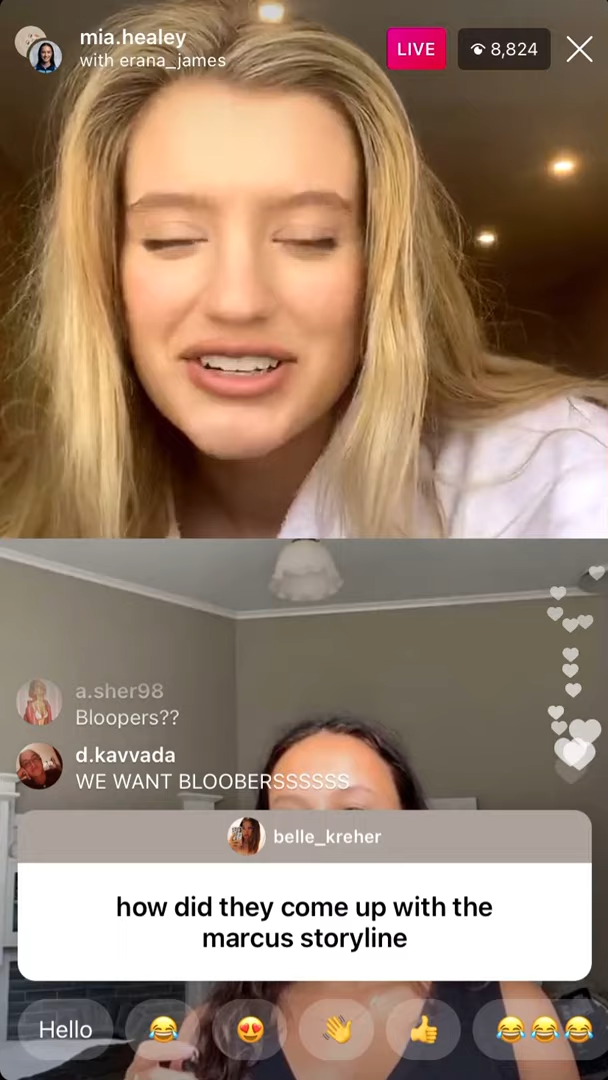 mia.healey
with erana_james
LIVE
8,824
a.sher98
Bloopers??
d.kavvada
WE WANT BLOOBERSSSSSS
belle_kreher
how did they come up with the
marcus storyline
Hello